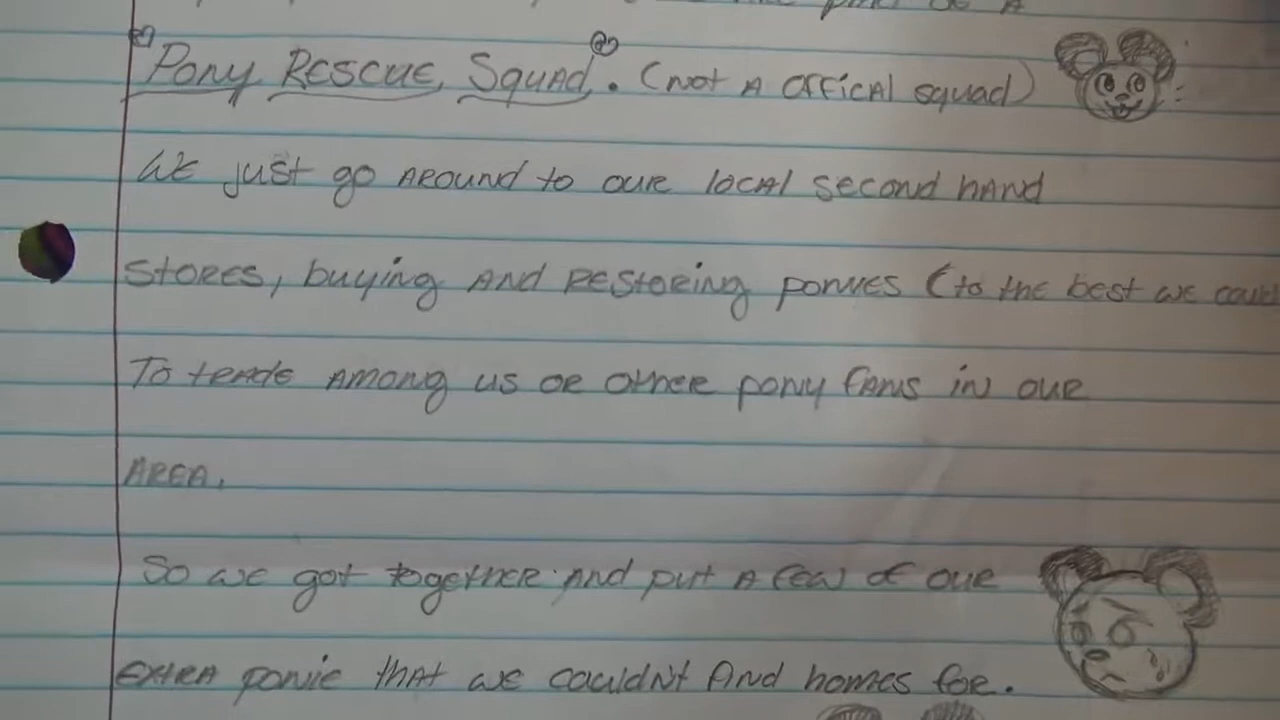 "Pony Rescue Squad". (not a offical squad)
We just go around to our local second hand
stores, buying and restoring ponies (to the best we could
To trade among us or other pony fans in our
area.
So we got together and put a few of our
extra ponie that we couldn't find homes for.